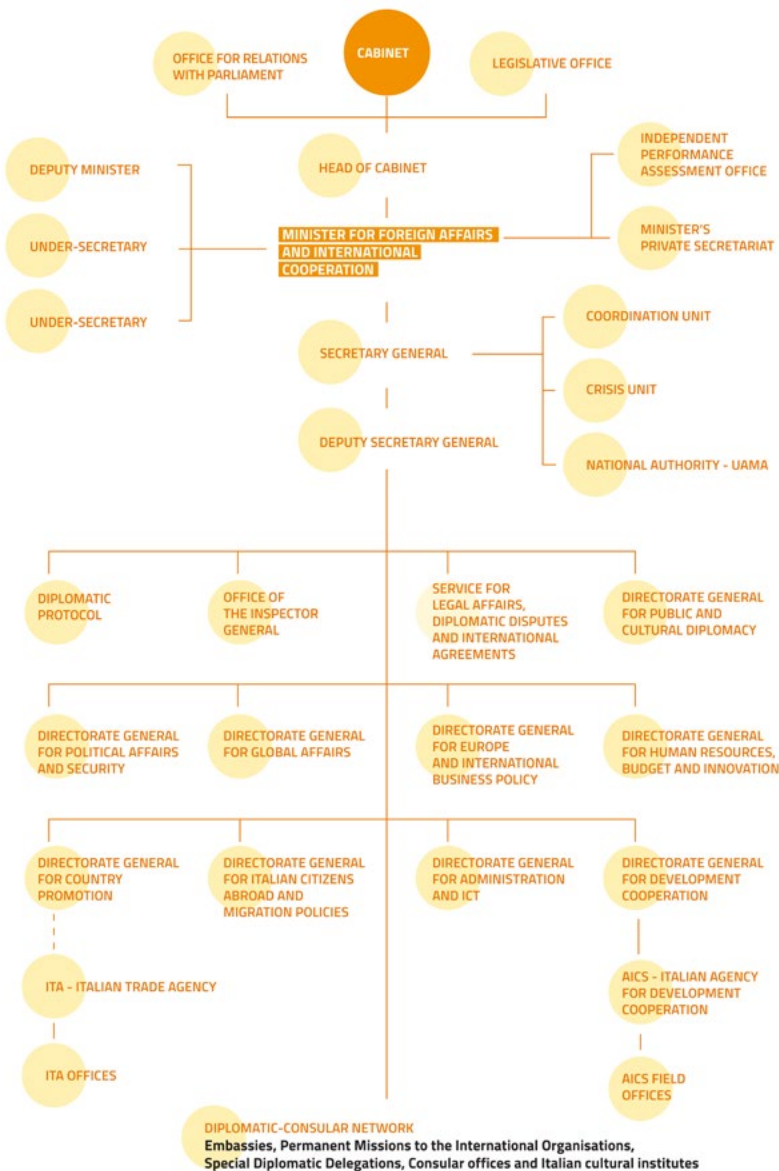 CABINET
OFFICE FOR RELATIONS
WITH PARLIAMENT
LEGISLATIVE OFFICE
HEAD OF CABINET
DEPUTY MINISTER
UNDER-SECRETARY
UNDER-SECRETARY
MINISTER FOR FOREIGN AFFAIRS
AND INTERNATIONAL
COOPERATION
INDEPENDENT
PERFORMANCE
ASSESSMENT OFFICE
MINISTER'S
PRIVATE SECRETARIAT
SECRETARY GENERAL
COORDINATION UNIT
CRISIS UNIT
NATIONAL AUTHORITY - UAMA
DEPUTY SECRETARY GENERAL
DIPLOMATIC
PROTOCOL
OFFICE OF
THE INSPECTOR
GENERAL
SERVICE FOR
LEGAL AFFAIRS,
DIPLOMATIC DISPUTES
AND INTERNATIONAL
AGREEMENTS
DIRECTORATE GENERAL
FOR PUBLIC AND
CULTURAL DIPLOMACY
DIRECTORATE GENERAL
FOR POLITICAL AFFAIRS
AND SECURITY
DIRECTORATE GENERAL
FOR GLOBAL AFFAIRS
DIRECTORATE GENERAL
FOR EUROPE
AND INTERNATIONAL
BUSINESS POLICY
DIRECTORATE GENERAL
FOR HUMAN RESOURCES,
BUDGET AND INNOVATION
DIRECTORATE GENERAL
FOR COUNTRY
PROMOTION
DIRECTORATE GENERAL
FOR ITALIAN CITIZENS
ABROAD AND
MIGRATION POLICIES
DIRECTORATE GENERAL
FOR ADMINISTRATION
AND ICT
DIRECTORATE GENERAL
FOR DEVELOPMENT
COOPERATION
ITA - ITALIAN TRADE AGENCY
AICS - ITALIAN AGENCY
FOR DEVELOPMENT
COOPERATION
ITA OFFICES
AICS FIELD
OFFICES
DIPLOMATIC-CONSULAR NETWORK
Embassies, Permanent Missions to the International Organisations,
Special Diplomatic Delegations, Consular offices and Italian cultural institutes